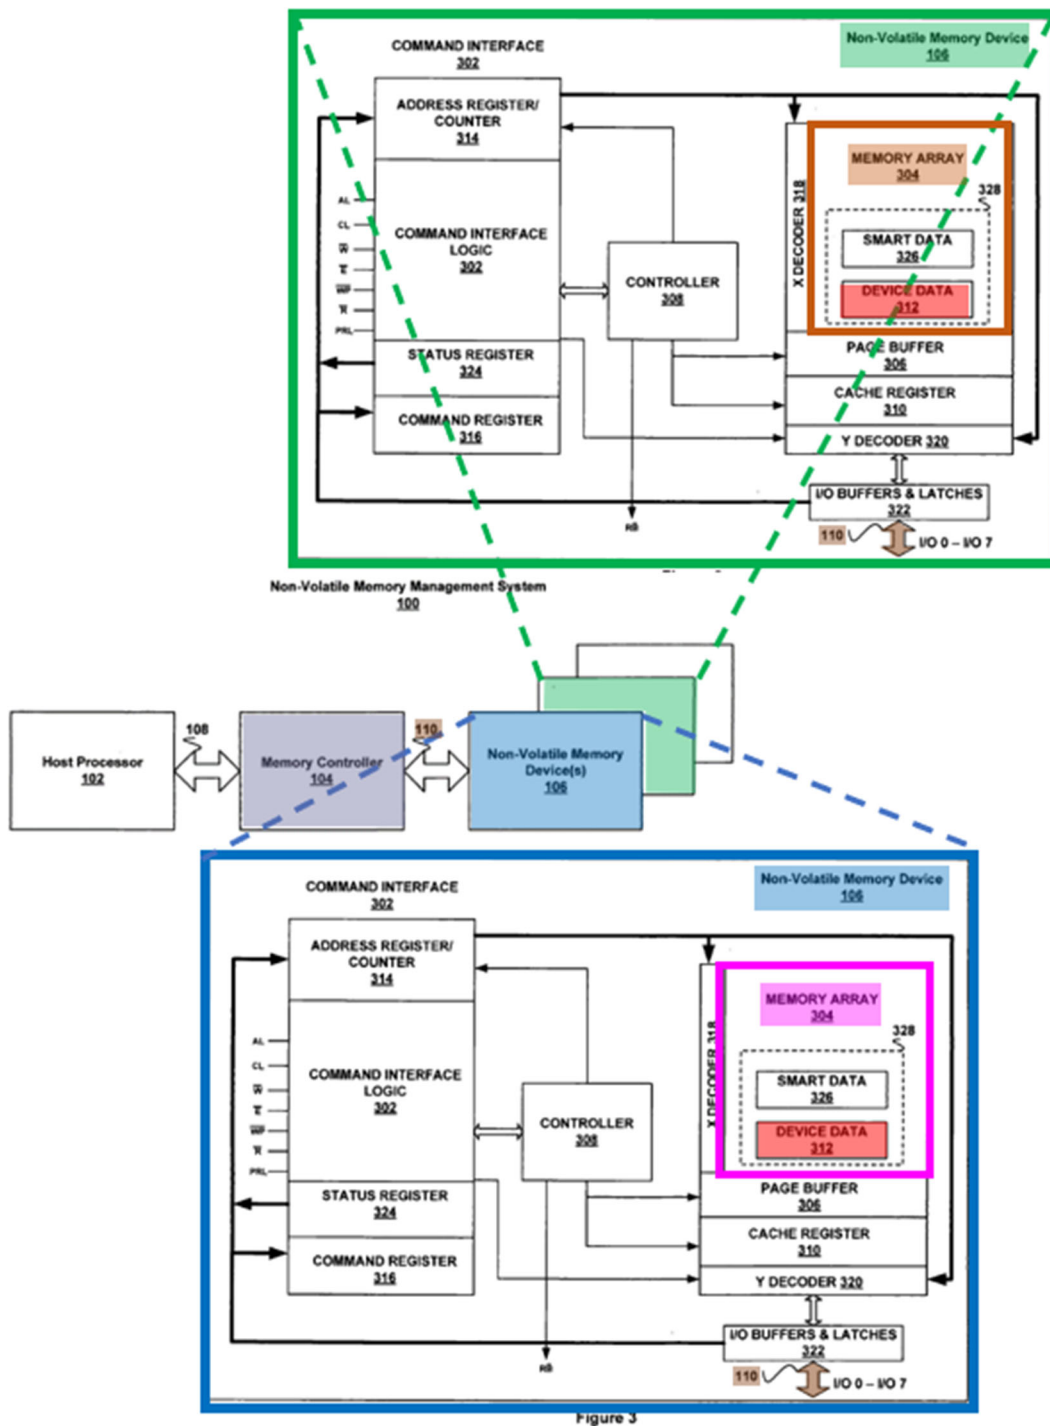 COMMAND INTERFACE
302
Non-Volatile Memory Device
106
ADDRESS REGISTER/
COUNTER
314
MEMORY ARRAY
304
328
AL
CL
W
E
WP
R
PRL
COMMAND INTERFACE
LOGIC
302
X DECODER 318
SMART DATA
326
CONTROLLER
308
DEVICE DATA
312
STATUS REGISTER
324
PAGE BUFFER
306
COMMAND REGISTER
316
CACHE REGISTER
310
Y DECODER 320
I/O BUFFERS & LATCHES
322
RB
110
I/O 0 – I/O 7
Non-Volatile Memory Management System
100
108
110
Host Processor
102
Memory Controller
104
Non-Volatile Memory
Device(s)
106
COMMAND INTERFACE
302
Non-Volatile Memory Device
106
ADDRESS REGISTER/
COUNTER
314
MEMORY ARRAY
304
328
AL
CL
W
E
WP
R
PRL
COMMAND INTERFACE
LOGIC
302
X DECODER 318
SMART DATA
326
CONTROLLER
308
DEVICE DATA
312
STATUS REGISTER
324
PAGE BUFFER
306
COMMAND REGISTER
316
CACHE REGISTER
310
Y DECODER 320
I/O BUFFERS & LATCHES
322
RB
110
I/O 0 – I/O 7
Figure 3